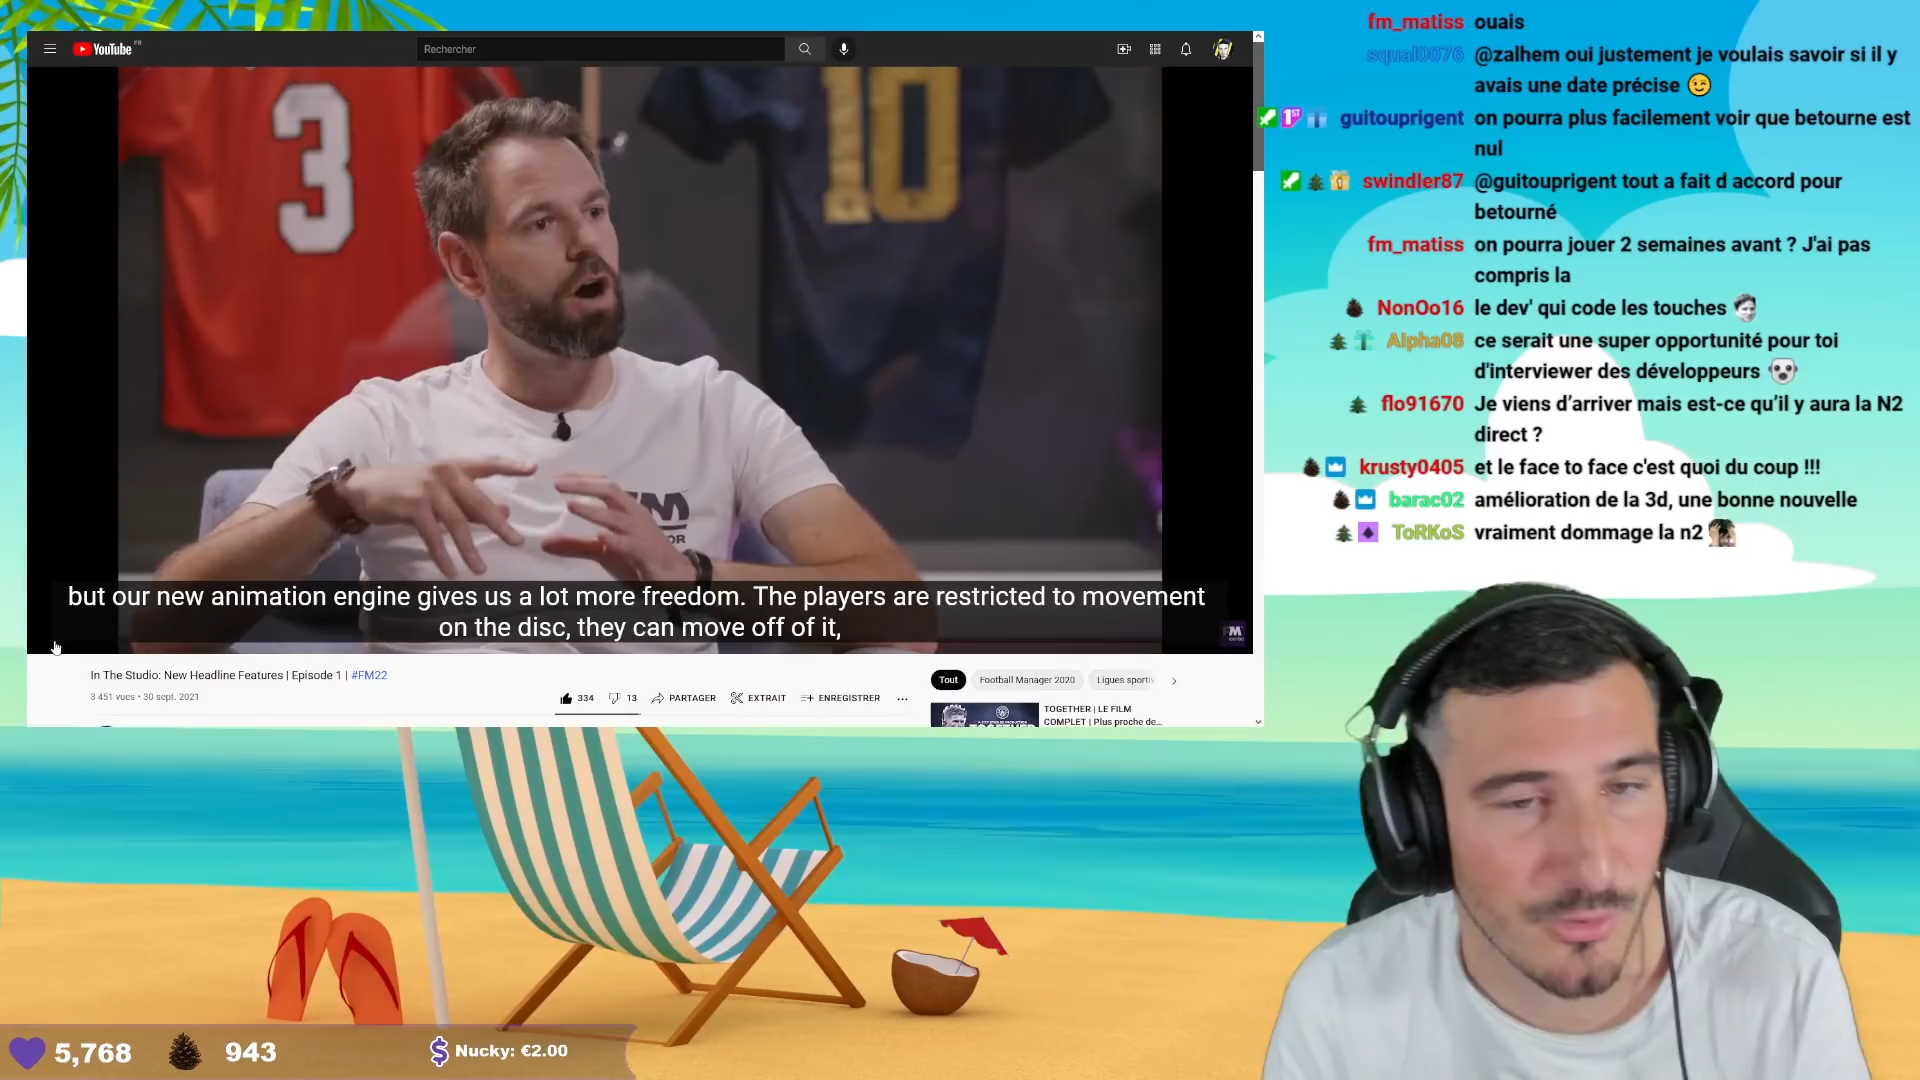 YouTube FR
Rechercher
3
10
but our new animation engine gives us a lot more freedom. The players are restricted to movement
on the disc, they can move off of it,
FM
In The Studio: New Headline Features | Episode 1 | #FM22
3 451 vues • 30 sept. 2021
334
13
PARTAGER
EXTRAIT
ENREGISTRER
Tout
Football Manager 2020
Ligues sporti
TOGETHER | LE FILM
COMPLET | Plus proche de...
fm_matiss ouais
squal0076 @zalhem oui justement je voulais savoir si il y
avais une date précise
1ST guitouprigent on pourra plus facilement voir que betourne est
nul
swindler87 @guitouprigent tout a fait d accord pour
betourné
fm_matiss on pourra jouer 2 semaines avant ? J'ai pas
compris la
NonOo16 le dev' qui code les touches
Alpha08 ce serait une super opportunité pour toi
d'interviewer des développeurs
flo91670 Je viens d’arriver mais est-ce qu’il y aura la N2
direct ?
krusty0405 et le face to face c'est quoi du coup !!!
barac02 amélioration de la 3d, une bonne nouvelle
ToRKoS vraiment dommage la n2
5,768
943
$ Nucky: €2.00